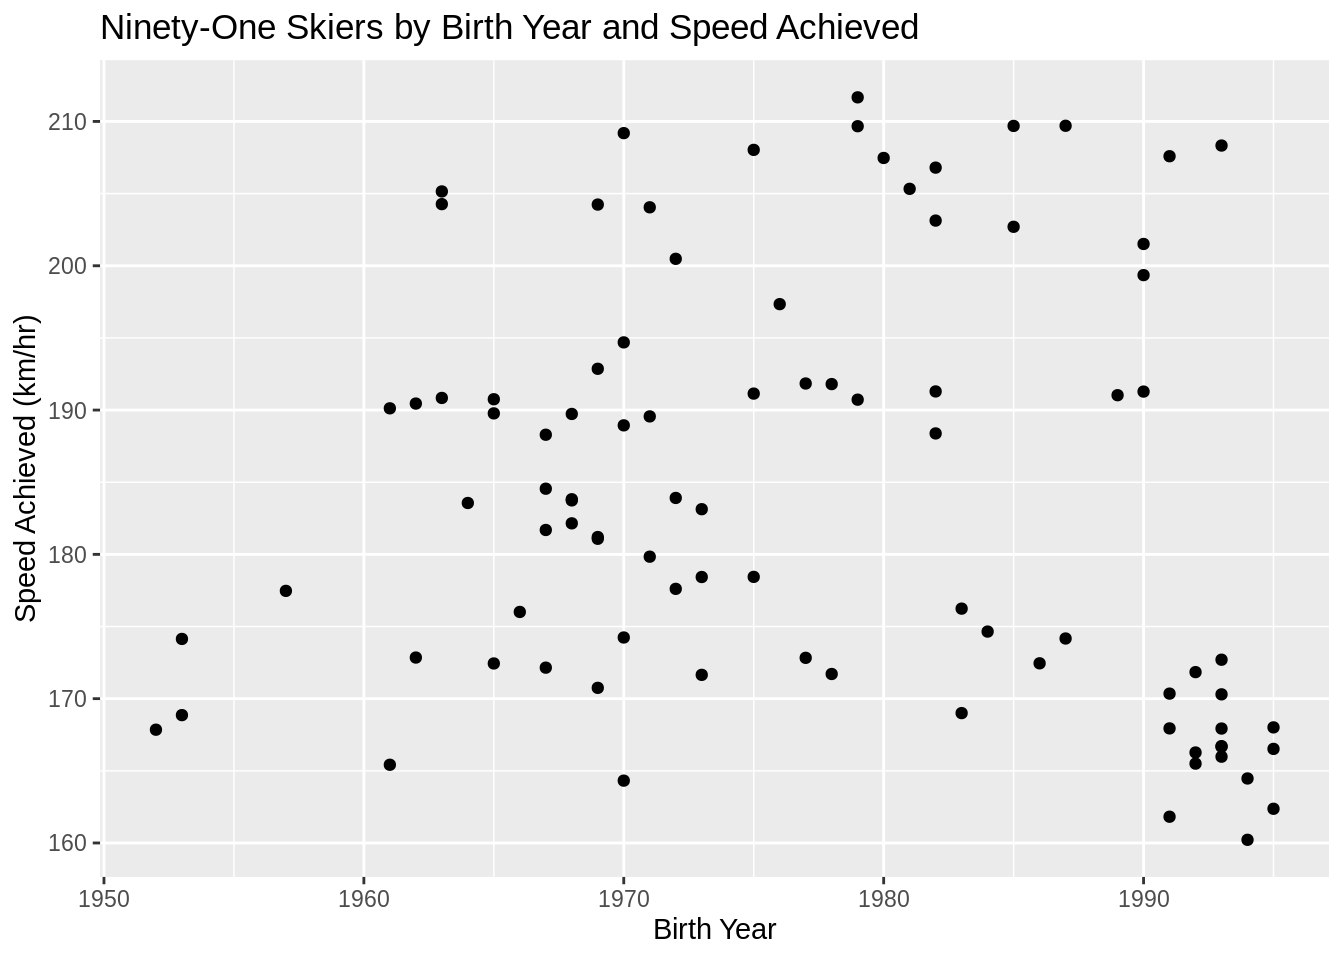 Ninety-One Skiers by Birth Year and Speed Achieved
Speed Achieved (km/hr)
210
200
190
180
170
160
1950 1960 1970 1980 1990
Birth Year